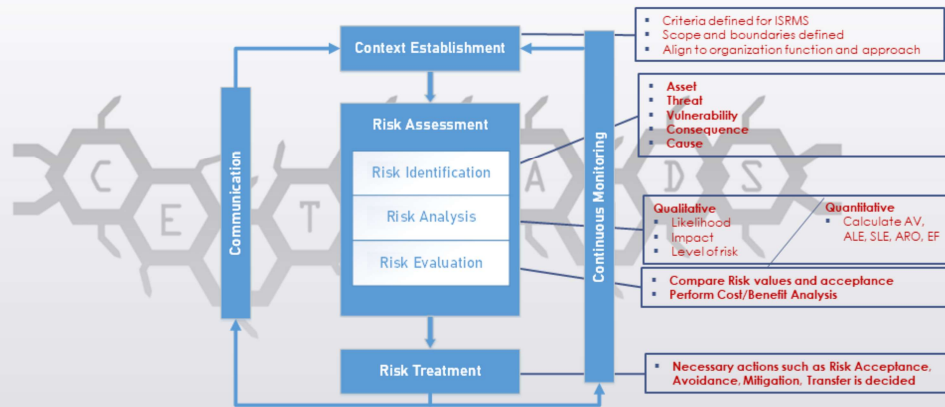 Context Establishment
Risk Assessment
Risk Identification
Risk Analysis
Risk Evaluation
Risk Treatment
Communication
Continuous Monitoring
▪ Criteria defined for ISRMS
▪ Scope and boundaries defined
▪ Align to organization function and approach
▪ Asset
▪ Threat
▪ Vulnerability
▪ Consequence
▪ Cause
Qualitative
▪ Likelihood
▪ Impact
▪ Level of risk
Quantitative
▪ Calculate AV,
ALE, SLE, ARO, EF
▪ Compare Risk values and acceptance
▪ Perform Cost/Benefit Analysis
▪ Necessary actions such as Risk Acceptance,
Avoidance, Mitigation, Transfer is decided
C E T A D S